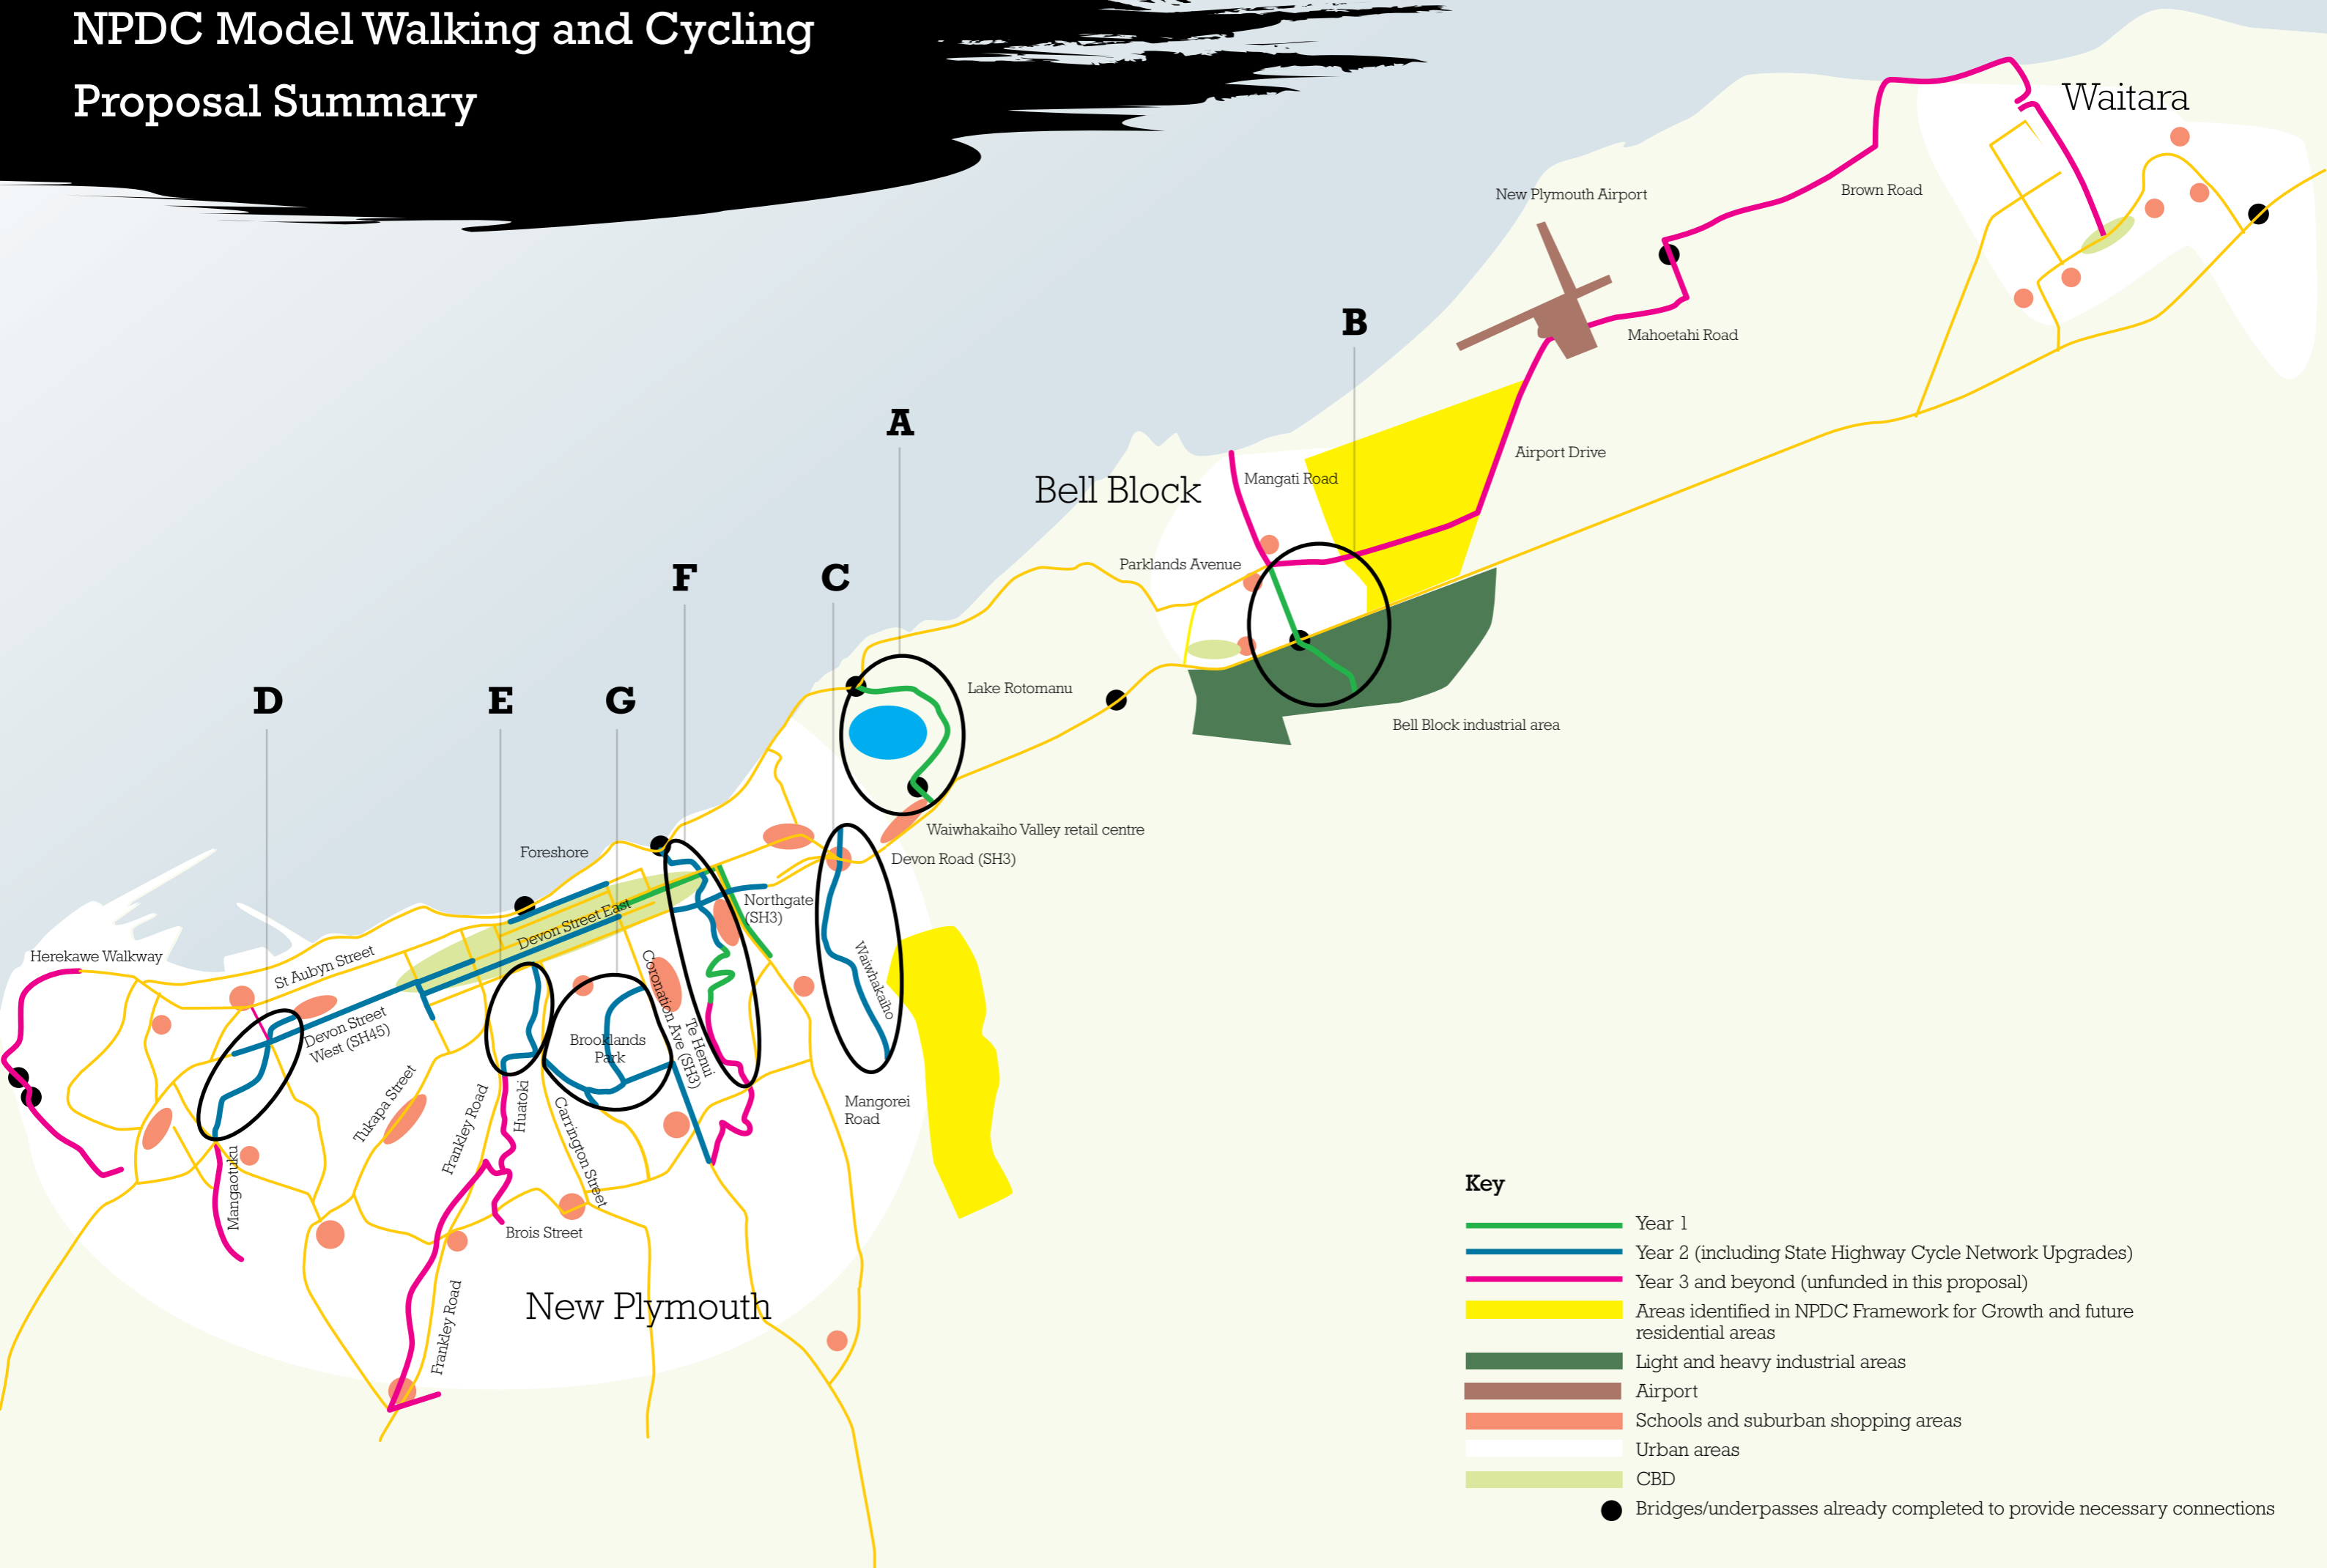 NPDC Model Walking and Cycling
Proposal Summary
Waitara
New Plymouth Airport
Brown Road
Mahoetahi Road
B
A
Airport Drive
Bell Block
Mangati Road
Parklands Avenue
F
C
Lake Rotomanu
D
E
G
Bell Block industrial area
Waiwhakaiho Valley retail centre
Foreshore
Devon Road (SH3)
Northgate
(SH3)
Devon Street East
Herekawe Walkway
St Aubyn Street
Coronation Ave (SH3)
Waiwhakaiho
Devon Street
West (SH45)
Brooklands
Park
Te Henui
Tukapa Street
Frankley Road
Huatoki
Carrington Street
Mangorei
Road
Mangaotuku
Brois Street
Frankley Road
New Plymouth
Key
Year 1
Year 2 (including State Highway Cycle Network Upgrades)
Year 3 and beyond (unfunded in this proposal)
Areas identified in NPDC Framework for Growth and future
residential areas
Light and heavy industrial areas
Airport
Schools and suburban shopping areas
Urban areas
CBD
Bridges/underpasses already completed to provide necessary connections